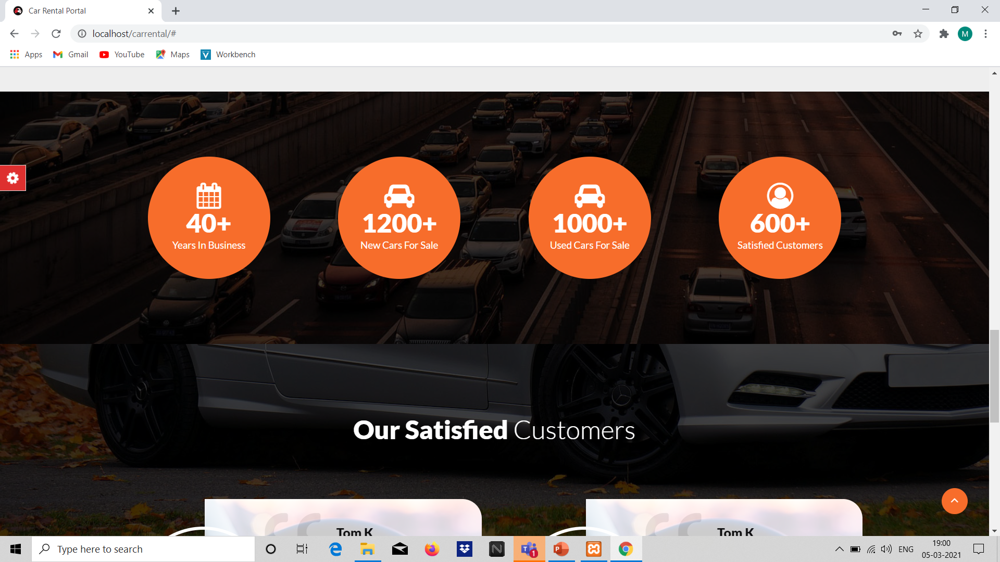 Car Rental Portal
localhost/carrental/#
M
Apps Gmail YouTube Maps Workbench
40+
Years In Business
1200+
New Cars For Sale
1000+
Used Cars For Sale
600+
Satisfied Customers
Our Satisfied Customers
Tom K
Tom K
Type here to search
1
ENG
19:00
05-03-2021